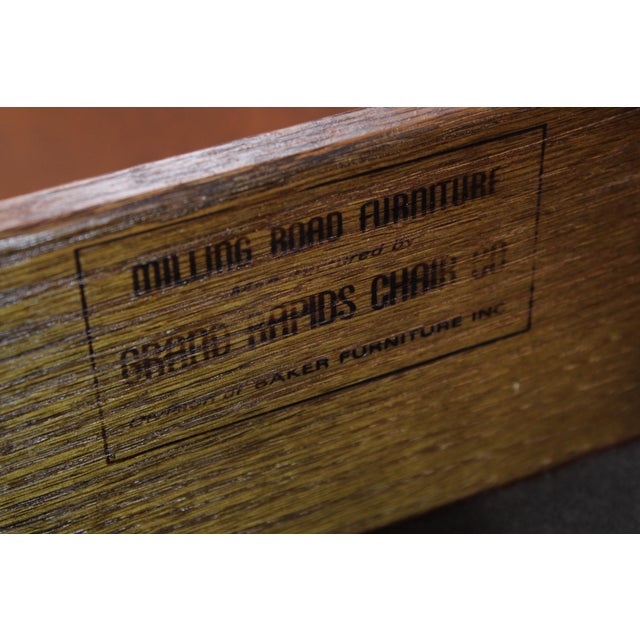 MILLING ROAD FURNITURE
Manufactured by
GRAND RAPIDS CHAIR CO
Division of BAKER FURNITURE INC